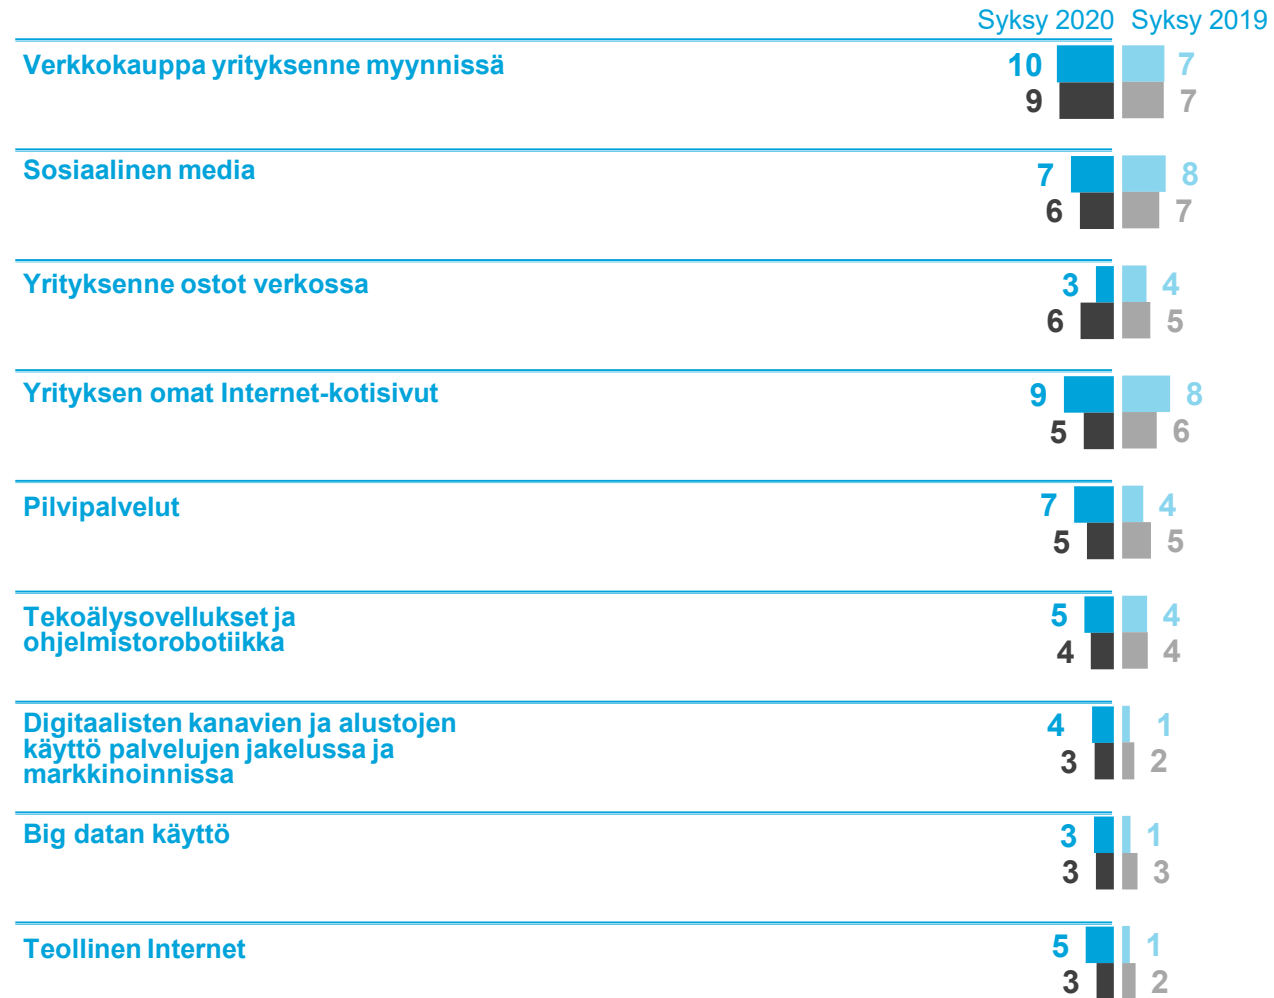 Syksy 2020 Syksy 2019
Verkkokauppa yrityksenne myynnissä 10 7
9 7
Sosiaalinen media 7 8
6 7
Yrityksenne ostot verkossa 3 4
6 5
Yrityksen omat Internet-kotisivut 9 8
5 6
Pilvipalvelut 7 4
5 5
Tekoälysovellukset ja 5 4
ohjelmistorobotiikka 4 4
Digitaalisten kanavien ja alustojen 4 1
käyttö palvelujen jakelussa ja 3 2
markkinoinnissa
Big datan käyttö 3 1
3 3
Teollinen Internet 5 1
3 2